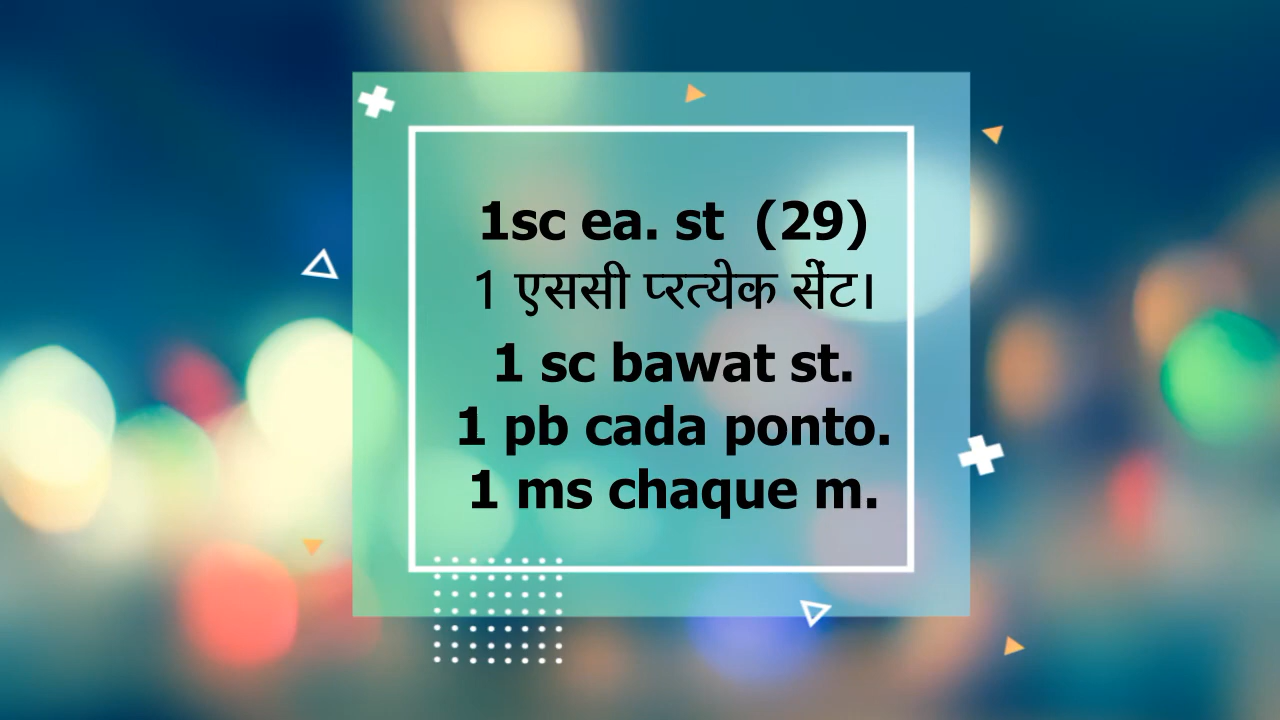 1sc ea. st (29)
1 एससी प्रत्येक सेंट।
1 sc bawat st.
1 pb cada ponto.
1 ms chaque m.